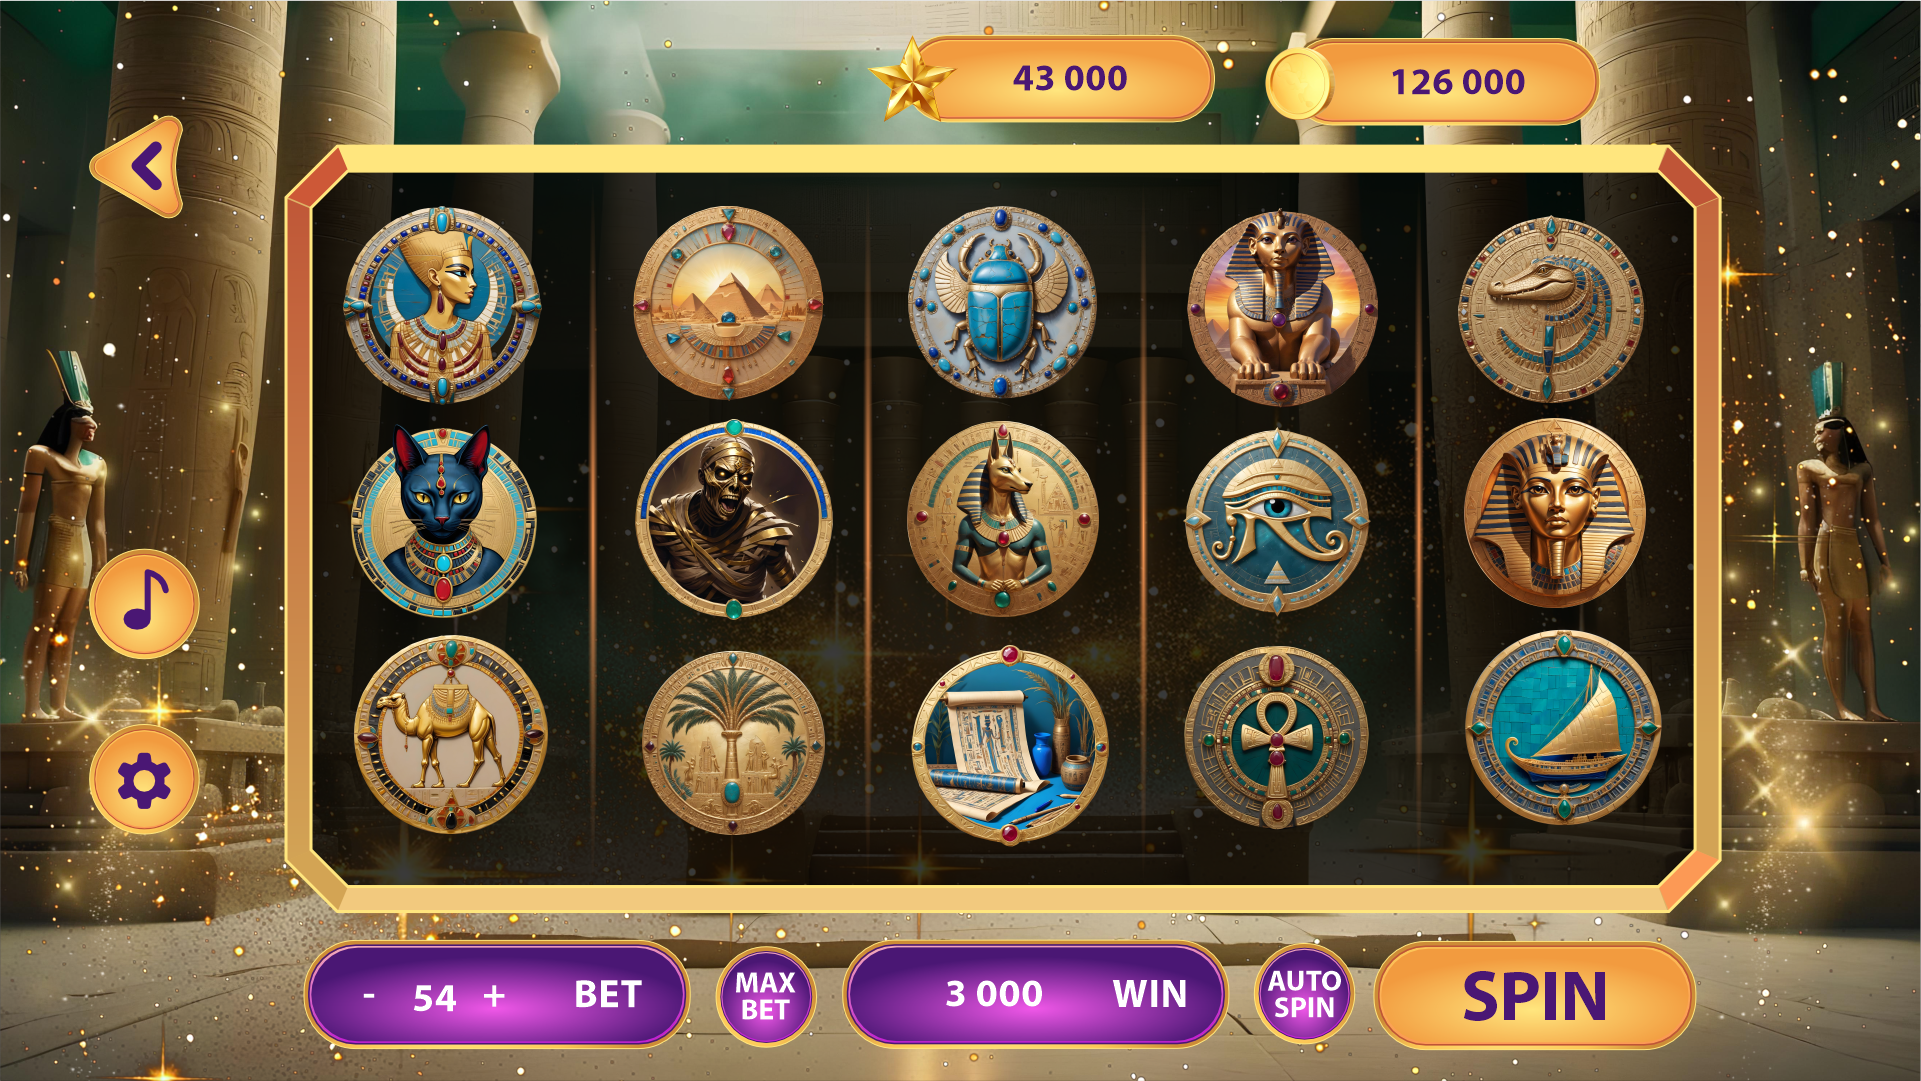 43 000
126 000
- 54 + BET
MAX
BET
3 000 WIN
AUTO
SPIN
SPIN